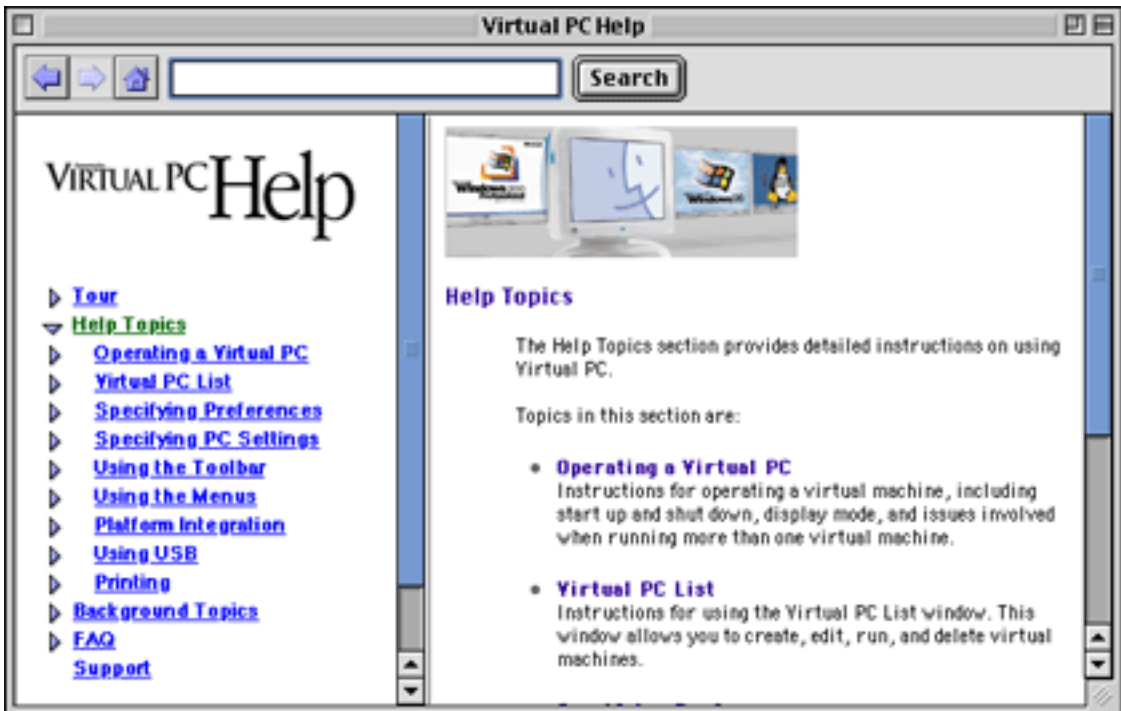 Virtual PC Help
Search
VIRTUAL PC Help
Tour
Help Topics
Operating a Virtual PC
Virtual PC List
Specifying Preferences
Specifying PC Settings
Using the Toolbar
Using the Menus
Platform Integration
Using USB
Printing
Background Topics
FAQ
Support
Windows 2000
Professional
Windows 98
Help Topics
The Help Topics section provides detailed instructions on using
Virtual PC.
Topics in this section are:
• Operating a Virtual PC
Instructions for operating a virtual machine, including
start up and shut down, display mode, and issues involved
when running more than one virtual machine.
• Virtual PC List
Instructions for using the Virtual PC List window. This
window allows you to create, edit, run, and delete virtual
machines.